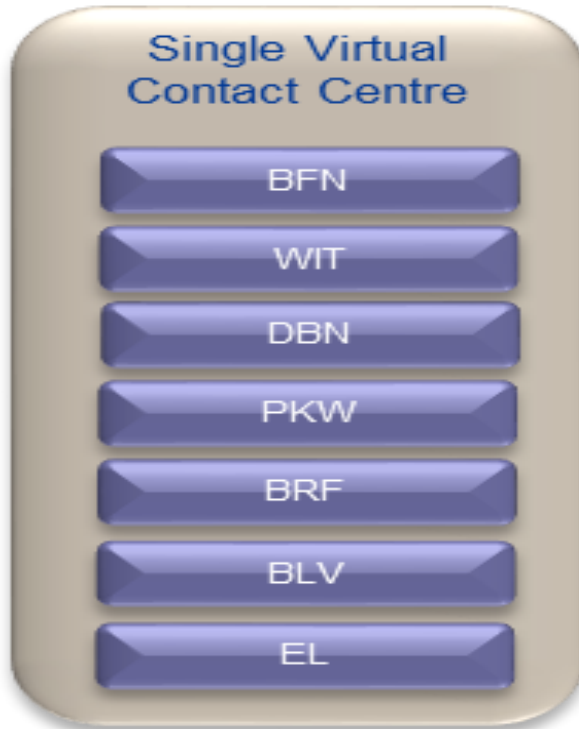 Single Virtual
Contact Centre
BFN
WIT
DBN
PKW
BRF
BLV
EL